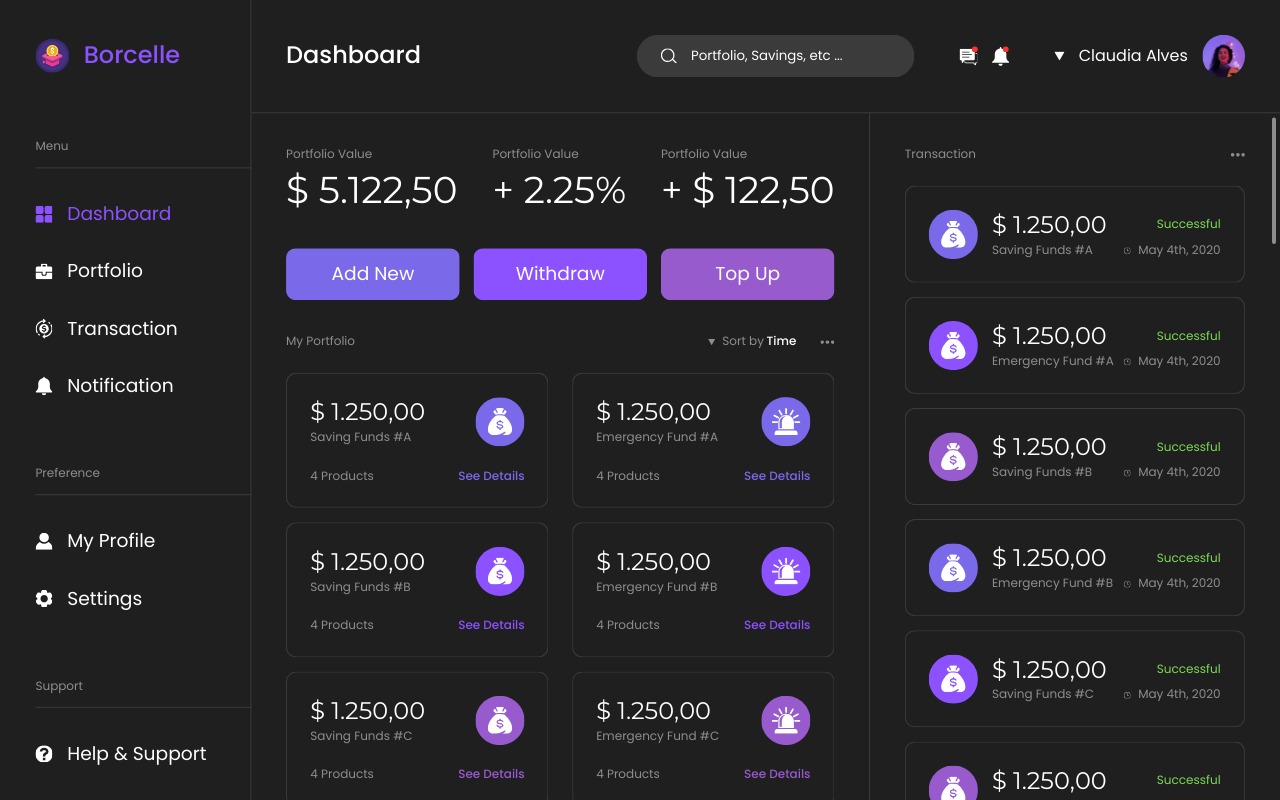 Borcelle
Menu
Dashboard
Portfolio
Transaction
Notification
Preference
My Profile
Settings
Support
Help & Support
Dashboard
Portfolio, Savings, etc ...
Claudia Alves
Portfolio Value
$ 5.122,50
Portfolio Value
+ 2.25%
Portfolio Value
+ $ 122,50
Add New
Withdraw
Top Up
My Portfolio
Sort by Time
$ 1.250,00
Saving Funds #A
4 Products
See Details
$ 1.250,00
Emergency Fund #A
4 Products
See Details
$ 1.250,00
Saving Funds #B
4 Products
See Details
$ 1.250,00
Emergency Fund #B
4 Products
See Details
$ 1.250,00
Saving Funds #C
4 Products
See Details
$ 1.250,00
Emergency Fund #C
4 Products
See Details
Transaction
$ 1.250,00
Successful
Saving Funds #A
May 4th, 2020
$ 1.250,00
Successful
Emergency Fund #A
May 4th, 2020
$ 1.250,00
Successful
Saving Funds #B
May 4th, 2020
$ 1.250,00
Successful
Emergency Fund #B
May 4th, 2020
$ 1.250,00
Successful
Saving Funds #C
May 4th, 2020
$ 1.250,00
Successful